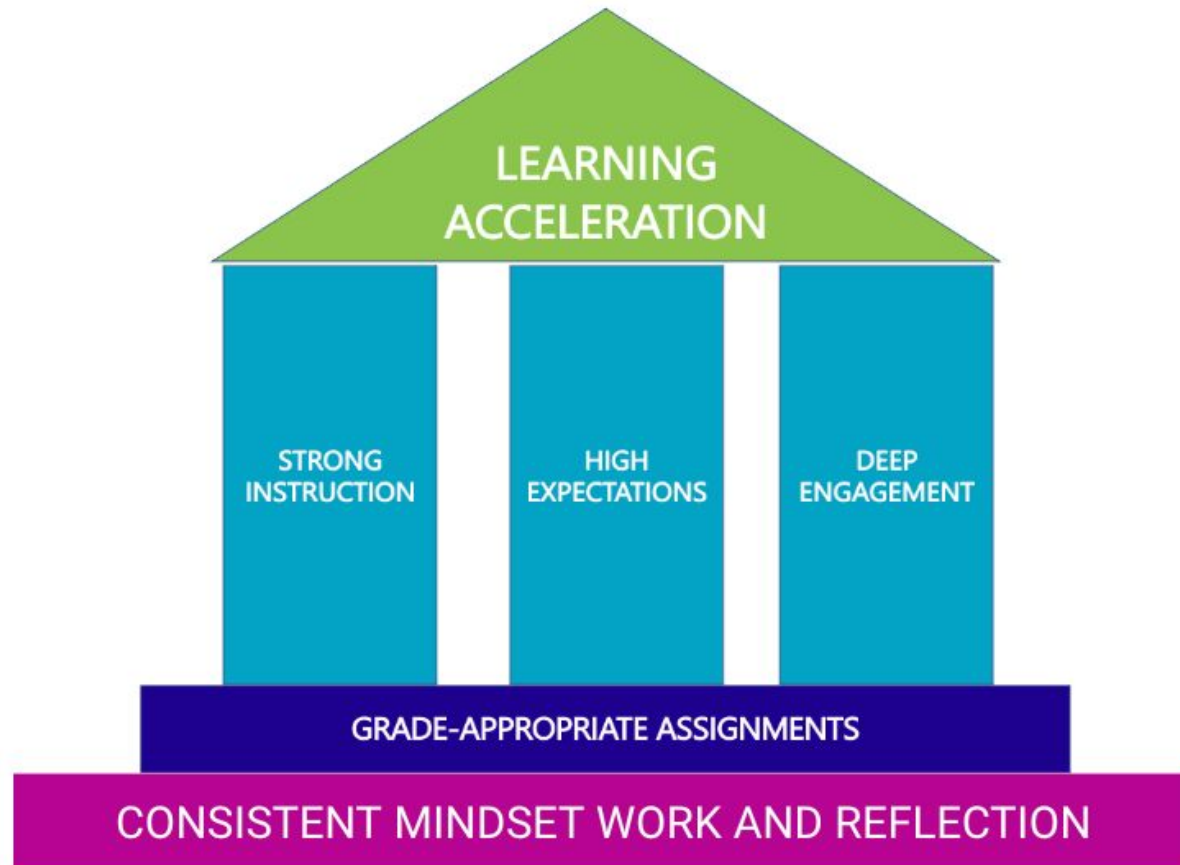 LEARNING
ACCELERATION
STRONG
INSTRUCTION
HIGH
EXPECTATIONS
DEEP
ENGAGEMENT
GRADE-APPROPRIATE ASSIGNMENTS
CONSISTENT MINDSET WORK AND REFLECTION